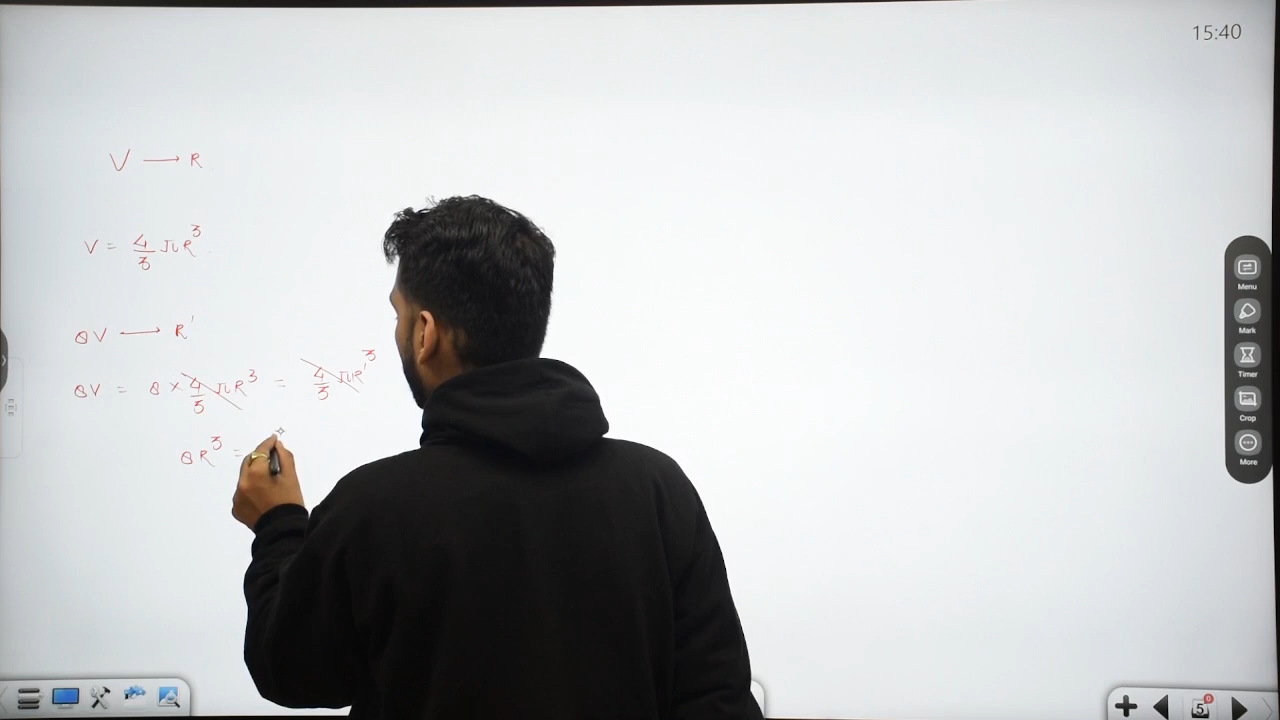 15:40
V → R
V = 4/3 πR³
8V → R'
8V = 8 × 4/3 πR³ = 4/3 πR'³
8R³ =
Menu
Mark
Timer
Crop
More
5
0